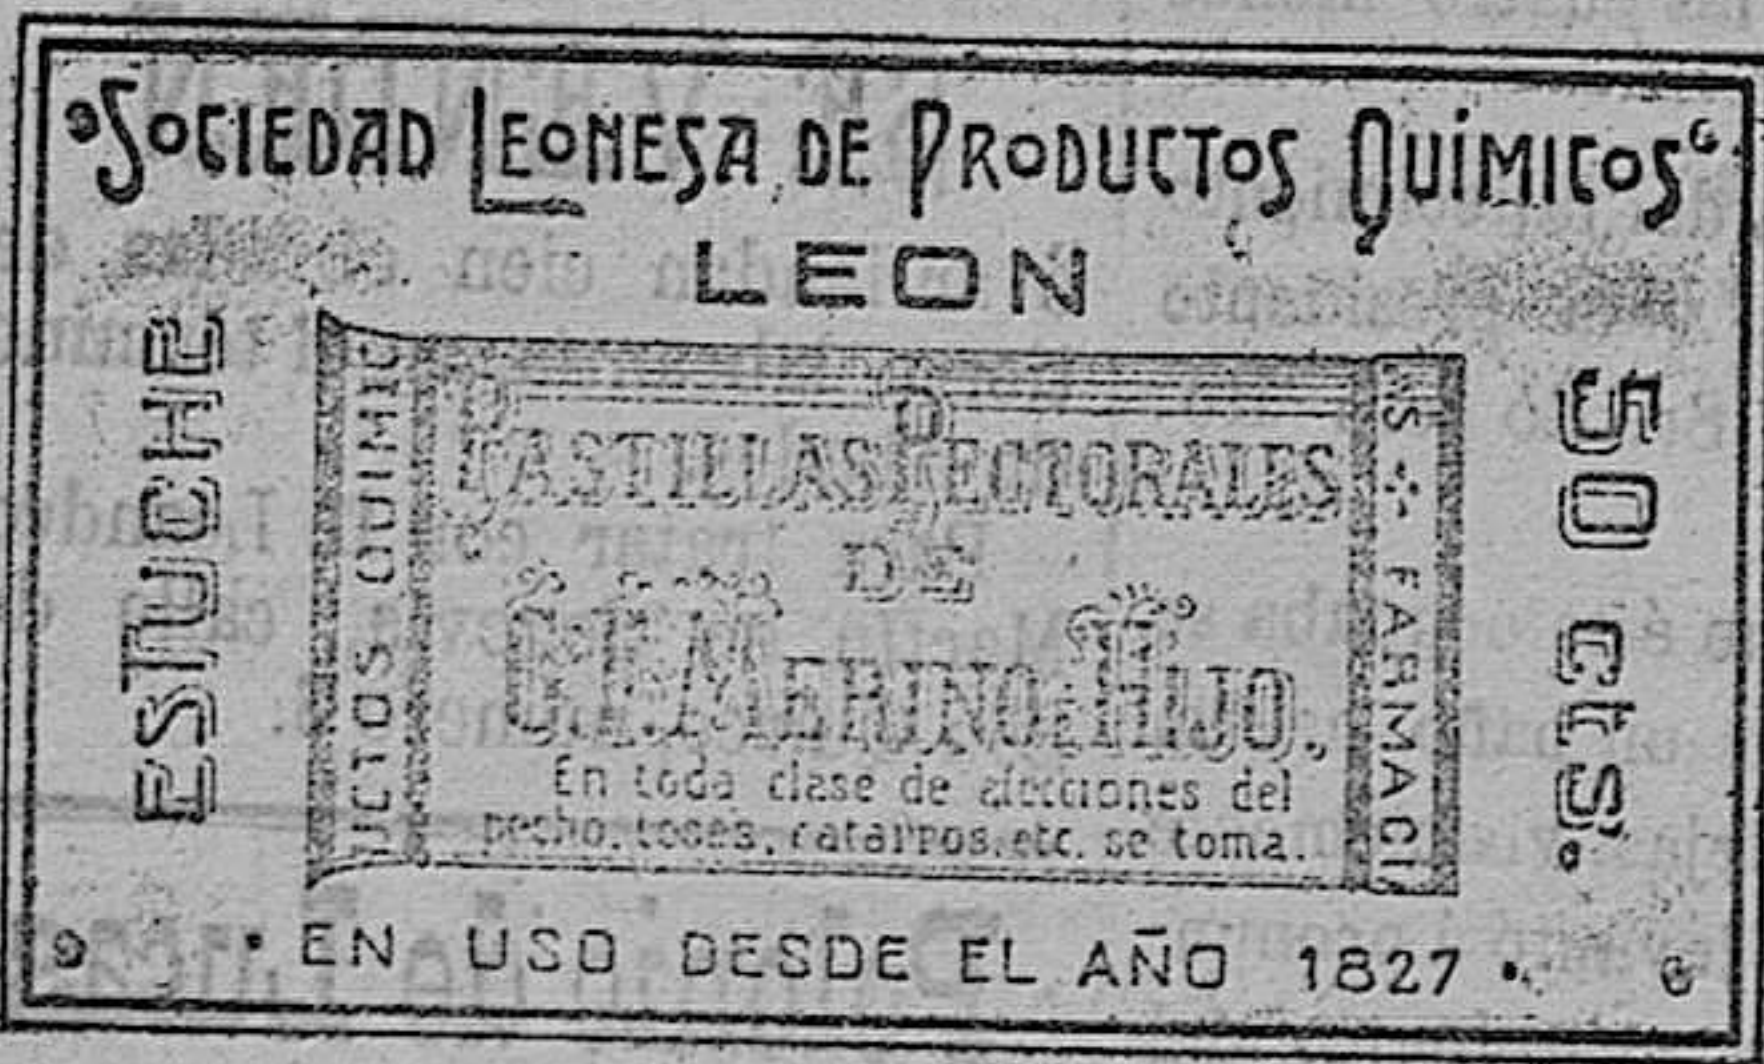 SOCIEDAD LEONESA DE PRODUCTOS QUÍMICOS
LEON
ESTUCHE
UCTOS QUIMIC
PASTILLAS PECTORALES
DE
G. F. MERINO É HIJO.
En toda clase de afecciones del
pecho, toses, catarros, etc. se toma.
S FARMACI
50 cts.
• EN USO DESDE EL AÑO 1827 •